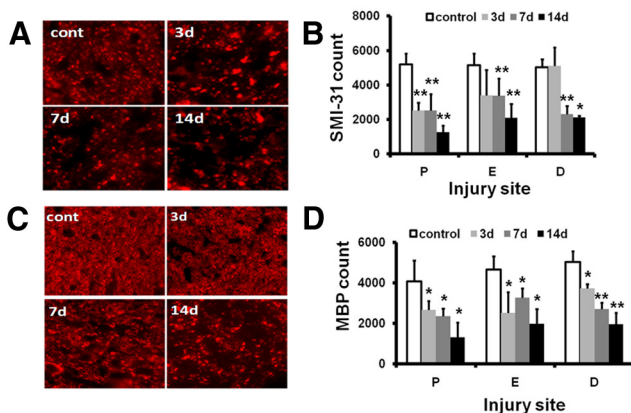 A
cont
3d
7d
14d
B
control 3d 7d 14d
SMI-31 count
8000
6000
4000
2000
0
** ** **
** **
** *
P E D
Injury site
C
cont
3d
7d
14d
D
control 3d 7d 14d
MBP count
6000
4000
2000
0
* * *
* *
* ** **
P E D
Injury site